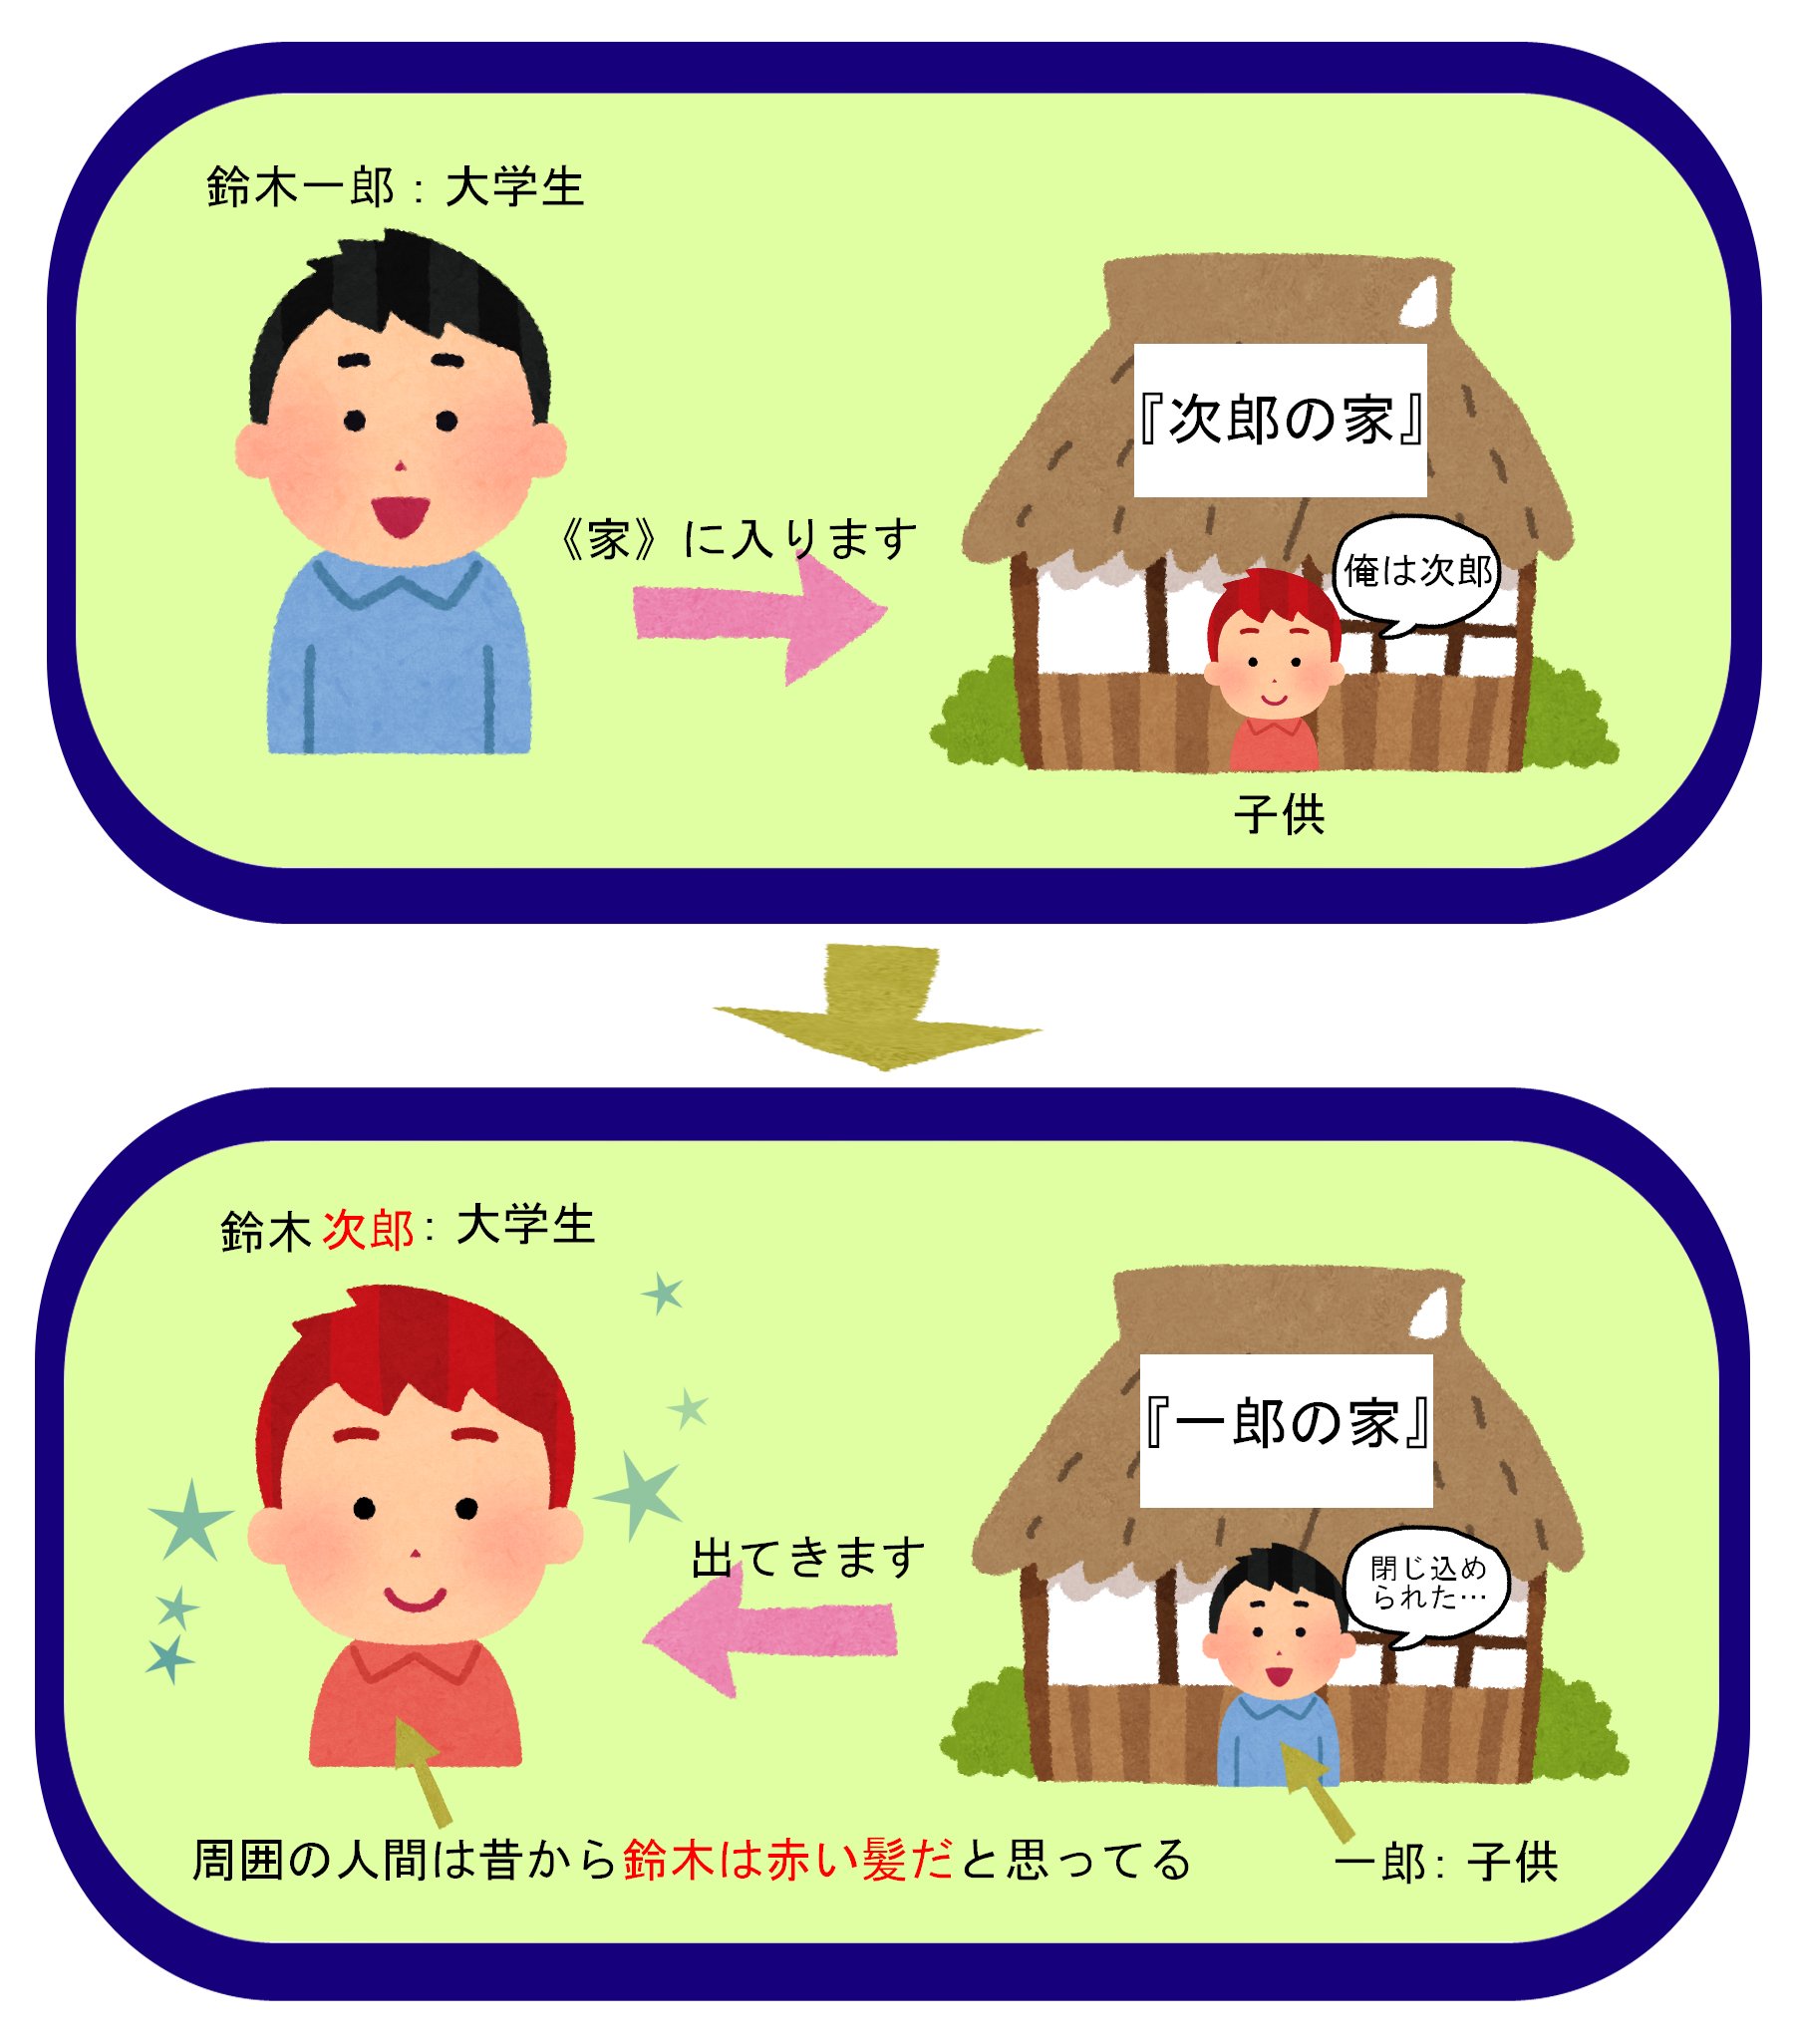 鈴木一郎：大学生
『次郎の家』
《家》に入ります
俺は次郎
子供
鈴木次郎：大学生
『一郎の家』
出てきます
閉じ込め
られた…
周囲の人間は昔から鈴木は赤い髪だと思ってる
一郎：子供